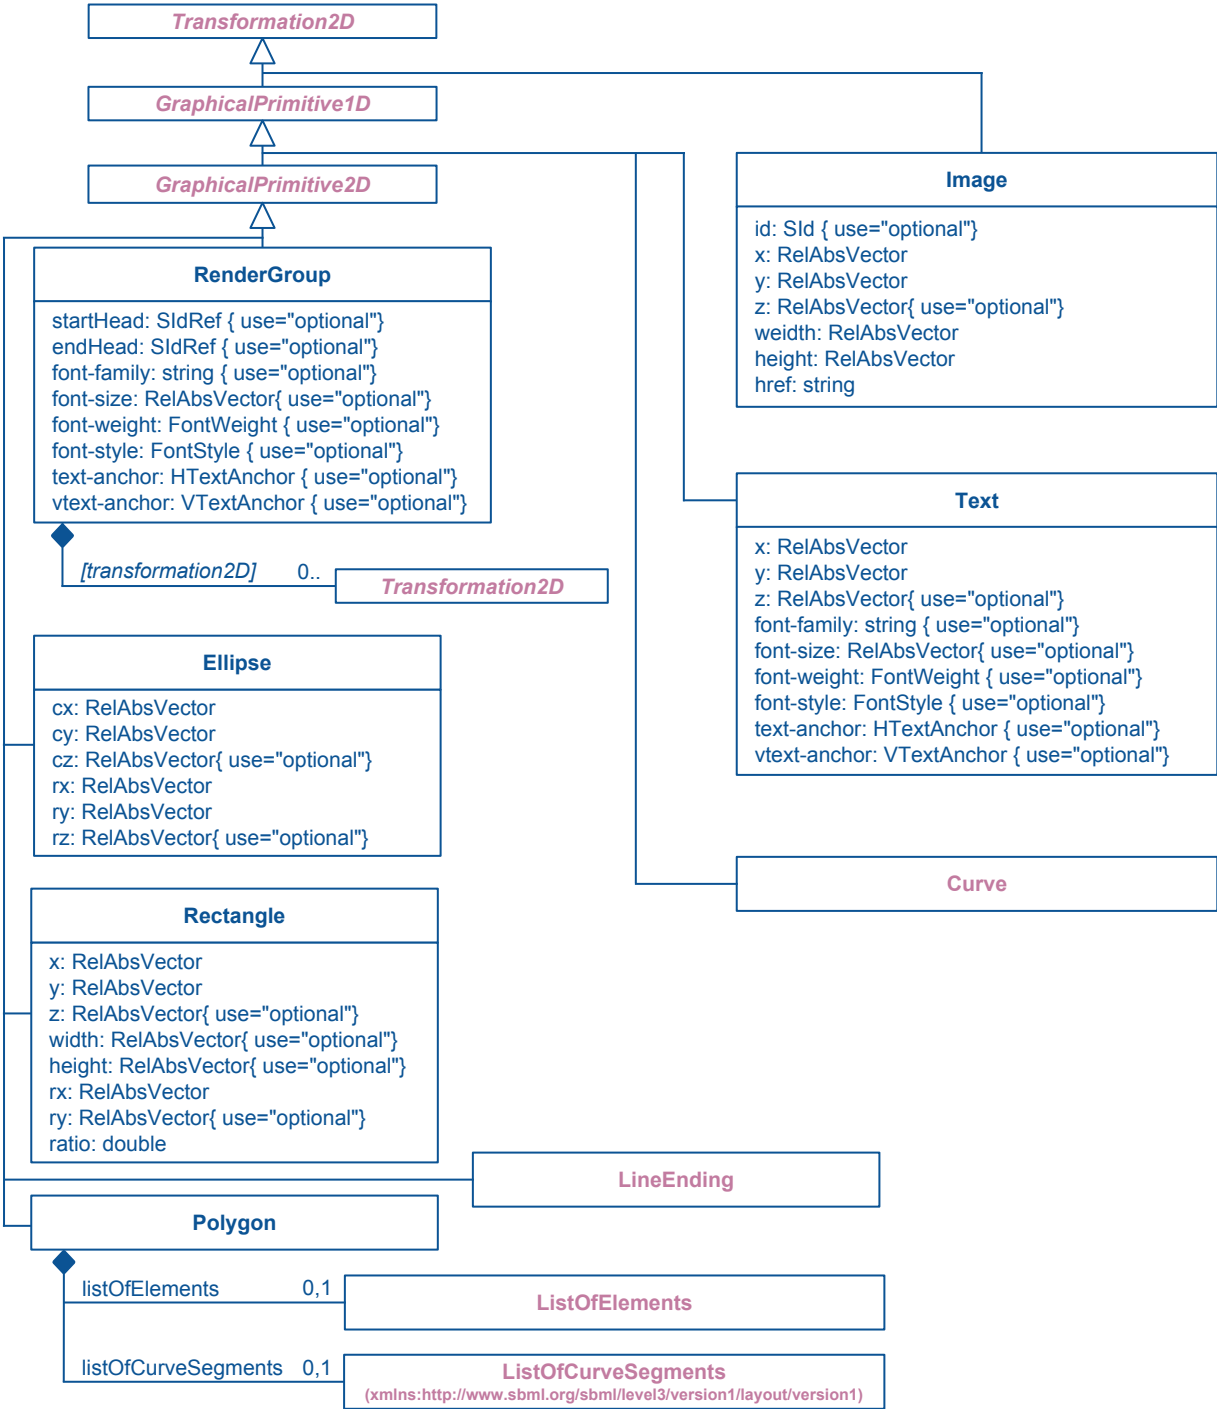 Transformation2D
GraphicalPrimitive1D
GraphicalPrimitive2D
RenderGroup
startHead: SIdRef { use="optional"}
endHead: SIdRef { use="optional"}
font-family: string { use="optional"}
font-size: RelAbsVector{ use="optional"}
font-weight: FontWeight { use="optional"}
font-style: FontStyle { use="optional"}
text-anchor: HTextAnchor { use="optional"}
vtext-anchor: VTextAnchor { use="optional"}
[transformation2D] 0..
Transformation2D
Ellipse
cx: RelAbsVector
cy: RelAbsVector
cz: RelAbsVector{ use="optional"}
rx: RelAbsVector
ry: RelAbsVector
rz: RelAbsVector{ use="optional"}
Rectangle
x: RelAbsVector
y: RelAbsVector
z: RelAbsVector{ use="optional"}
width: RelAbsVector{ use="optional"}
height: RelAbsVector{ use="optional"}
rx: RelAbsVector
ry: RelAbsVector{ use="optional"}
ratio: double
Image
id: SId { use="optional"}
x: RelAbsVector
y: RelAbsVector
z: RelAbsVector{ use="optional"}
weidth: RelAbsVector
height: RelAbsVector
href: string
Text
x: RelAbsVector
y: RelAbsVector
z: RelAbsVector{ use="optional"}
font-family: string { use="optional"}
font-size: RelAbsVector{ use="optional"}
font-weight: FontWeight { use="optional"}
font-style: FontStyle { use="optional"}
text-anchor: HTextAnchor { use="optional"}
vtext-anchor: VTextAnchor { use="optional"}
Curve
LineEnding
Polygon
listOfElements 0,1
ListOfElements
listOfCurveSegments 0,1
ListOfCurveSegments
(xmlns:http://www.sbml.org/sbml/level3/version1/layout/version1)